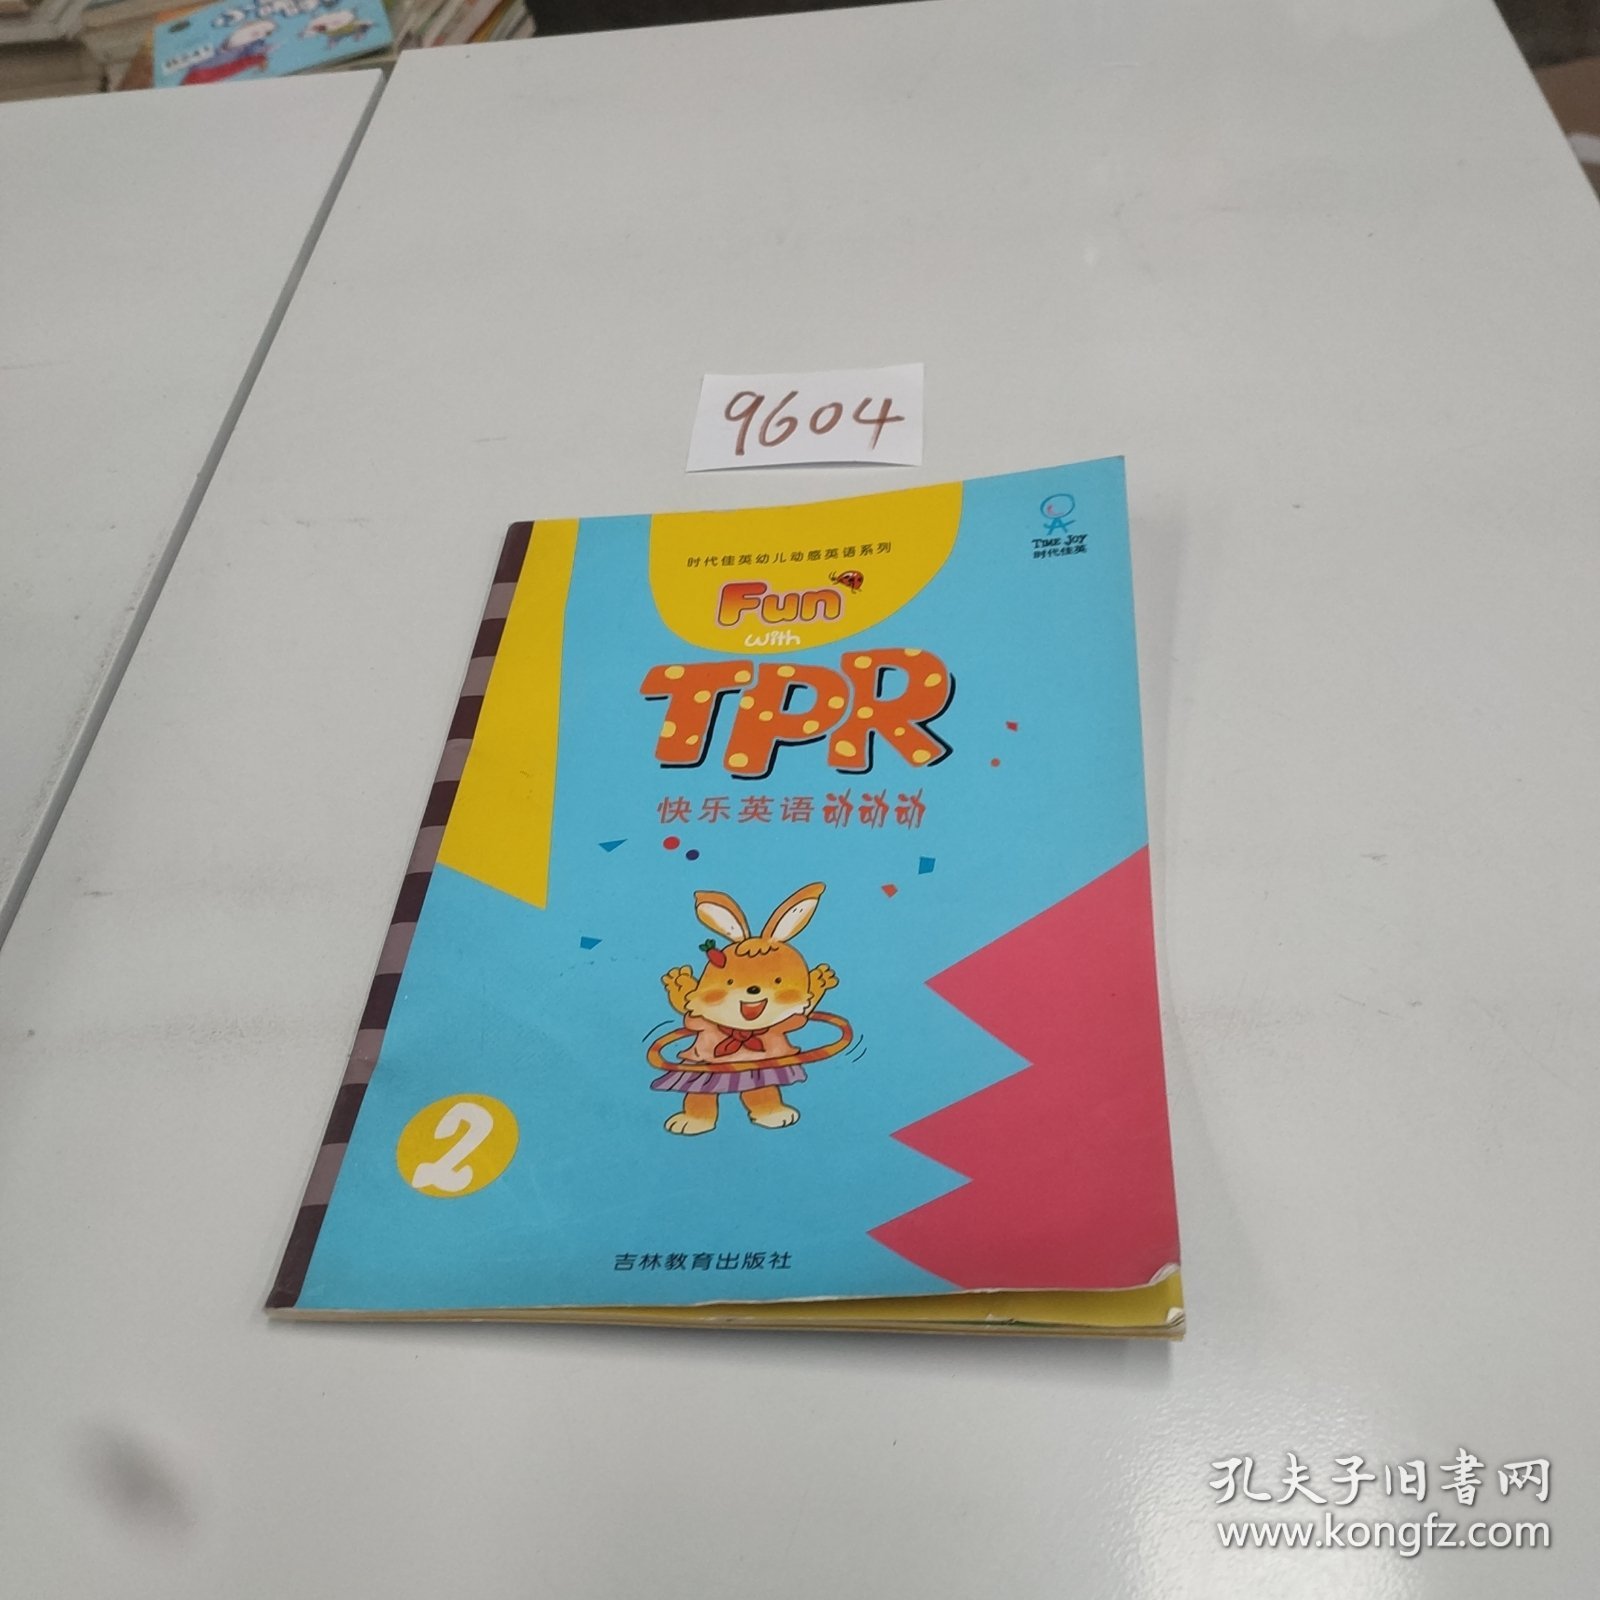 9604
时代佳英幼儿动感英语系列
TIME JOY
时代佳英
Fun
with
TPR
快乐英语动动动
2
吉林教育出版社
孔夫子旧书网
www.kongfz.com